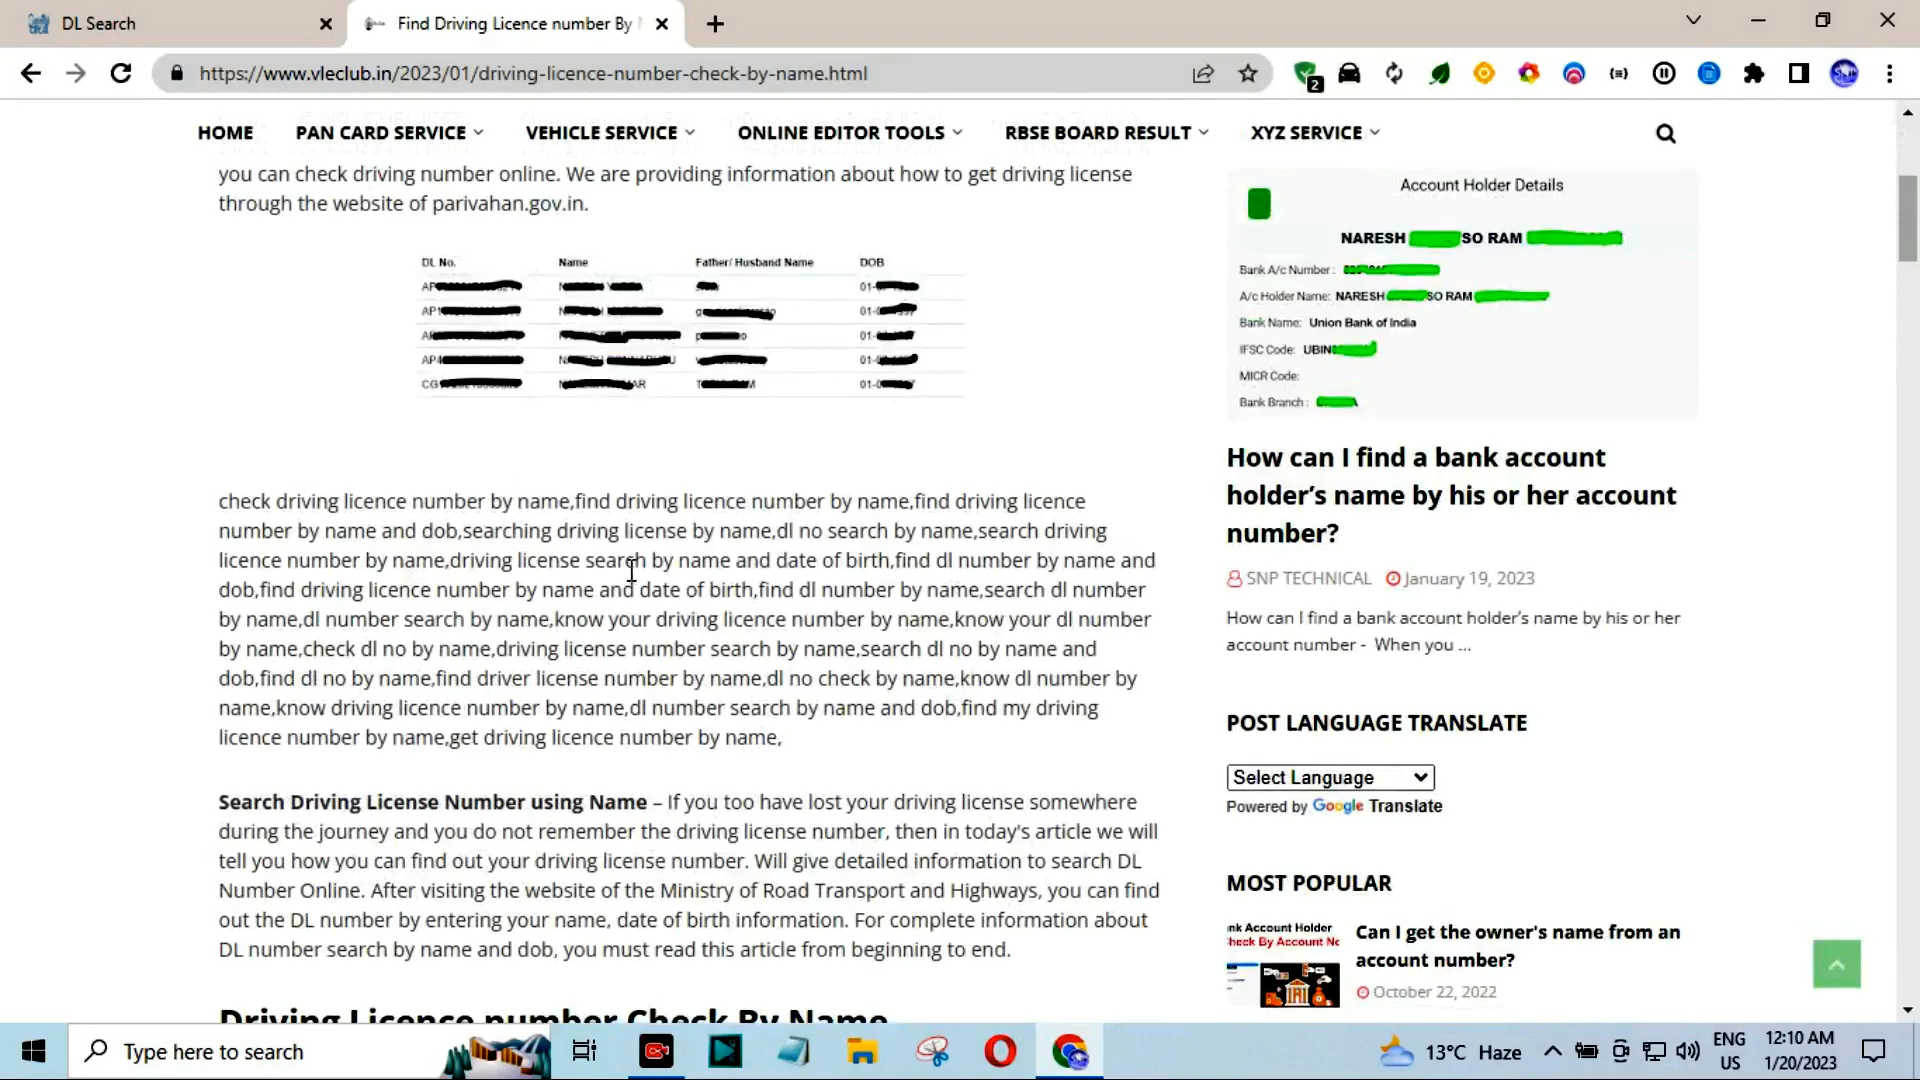 DL Search
Find Driving Licence number By
https://www.vleclub.in/2023/01/driving-licence-number-check-by-name.html
2
HOME PAN CARD SERVICE VEHICLE SERVICE ONLINE EDITOR TOOLS RBSE BOARD RESULT XYZ SERVICE
you can check driving number online. We are providing information about how to get driving license
through the website of parivahan.gov.in.
DL No. Name Father/ Husband Name DOB
01-
01-
01-
01-
01-
check driving licence number by name,find driving licence number by name,find driving licence
number by name and dob,searching driving license by name,dl no search by name,search driving
licence number by name,driving license search by name and date of birth,find dl number by name and
dob,find driving licence number by name and date of birth,find dl number by name,search dl number
by name,dl number search by name,know your driving licence number by name,know your dl number
by name,check dl no by name,driving license number search by name,search dl no by name and
dob,find dl no by name,find driver license number by name,dl no check by name,know dl number by
name,know driving licence number by name,dl number search by name and dob,find my driving
licence number by name,get driving licence number by name,
Search Driving License Number using Name – If you too have lost your driving license somewhere
during the journey and you do not remember the driving license number, then in today's article we will
tell you how you can find out your driving license number. Will give detailed information to search DL
Number Online. After visiting the website of the Ministry of Road Transport and Highways, you can find
out the DL number by entering your name, date of birth information. For complete information about
DL number search by name and dob, you must read this article from beginning to end.
Driving Licence number Check By Name
Account Holder Details
NARESH SO RAM
Bank A/c Number :
A/c Holder Name: NARESH SO RAM
Bank Name: Union Bank of India
IFSC Code: UBIN
MICR Code:
Bank Branch :
How can I find a bank account
holder’s name by his or her account
number?
SNP TECHNICAL January 19, 2023
How can I find a bank account holder’s name by his or her
account number - When you ...
POST LANGUAGE TRANSLATE
Select Language
Powered by Google Translate
MOST POPULAR
nk Account Holder
heck By Account Nc
Can I get the owner's name from an
account number?
October 22, 2022
Type here to search
13°C Haze
ENG
US
12:10 AM
1/20/2023